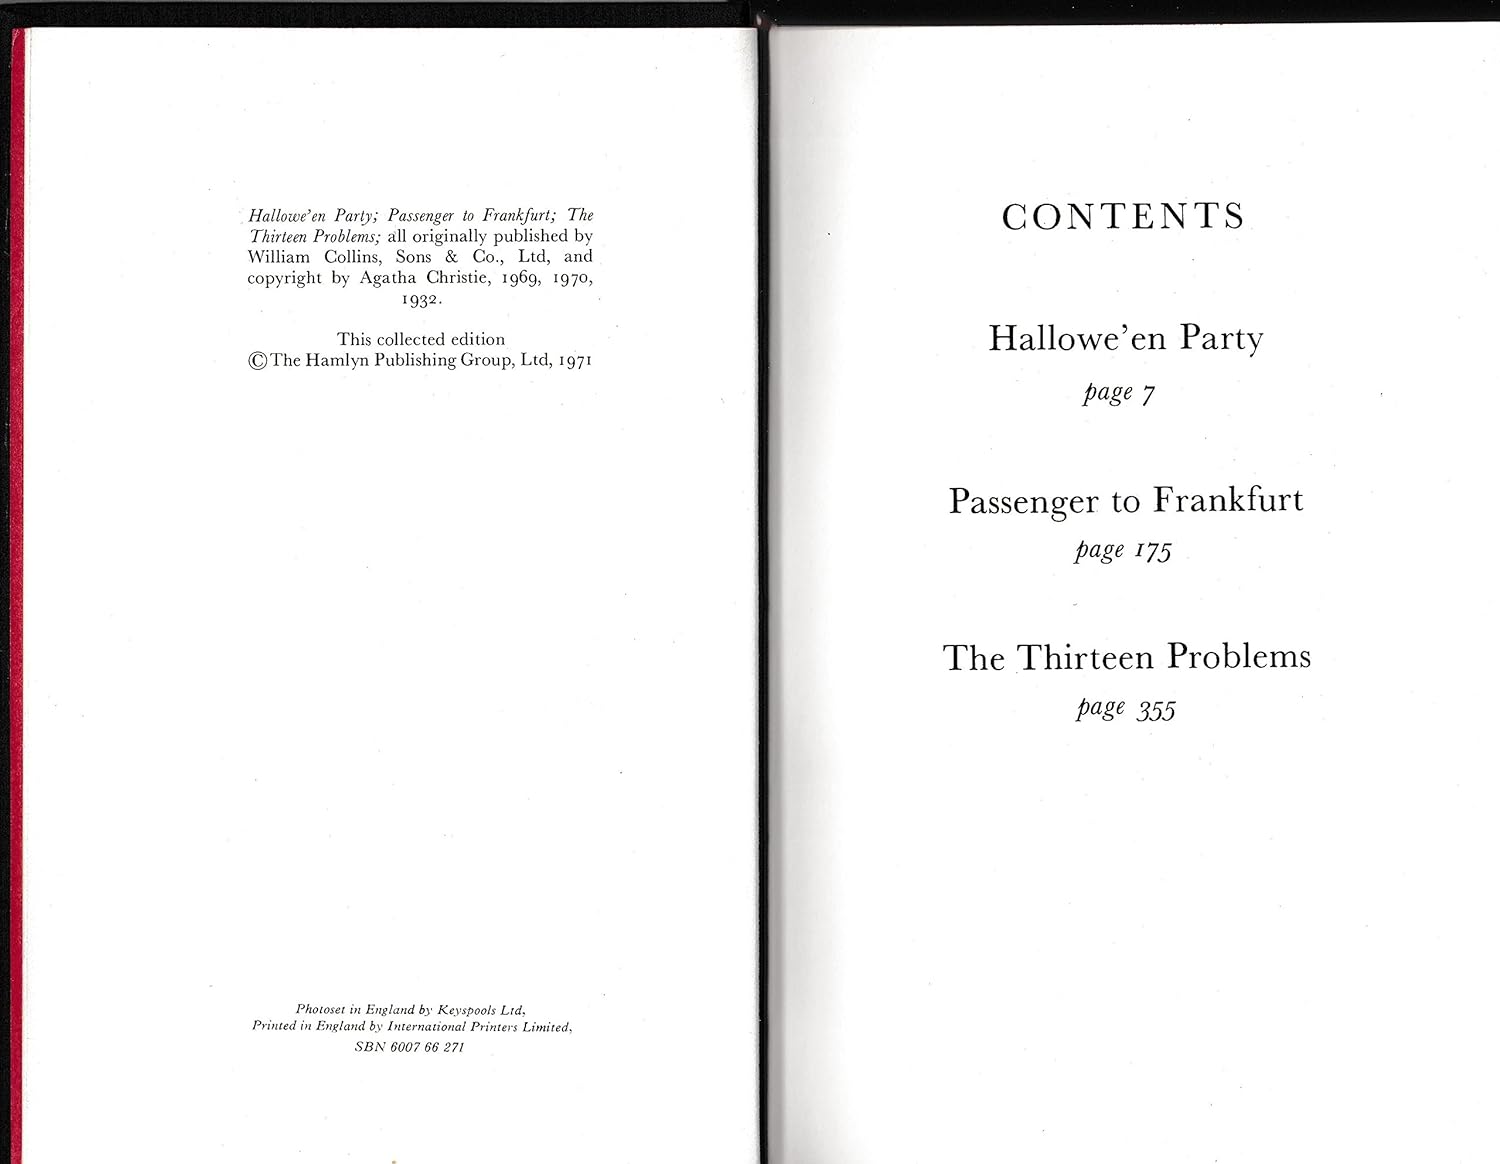 Hallowe'en Party; Passenger to Frankfurt; The
Thirteen Problems; all originally published by
William Collins, Sons & Co., Ltd, and
copyright by Agatha Christie, 1969, 1970,
1932.
This collected edition
©The Hamlyn Publishing Group, Ltd, 1971
Photoset in England by Keyspools Ltd,
Printed in England by International Printers Limited,
SBN 6007 66 271
CONTENTS
Hallowe'en Party
page 7
Passenger to Frankfurt
page 175
The Thirteen Problems
page 355